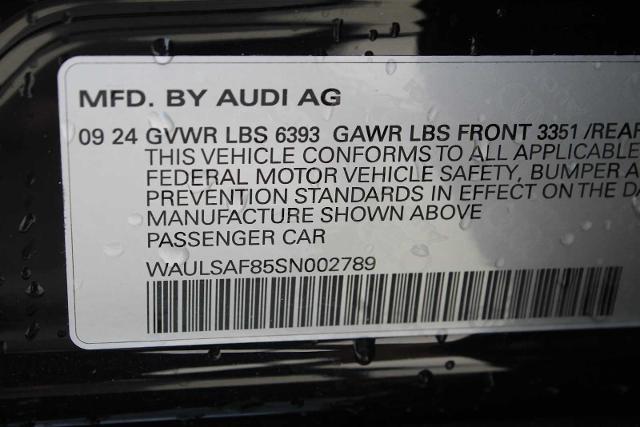 MFD. BY AUDI AG
09 24 GVWR LBS 6393 GAWR LBS FRONT 3351 /REAR
THIS VEHICLE CONFORMS TO ALL APPLICABLE
FEDERAL MOTOR VEHICLE SAFETY, BUMPER A
PREVENTION STANDARDS IN EFFECT ON THE DA
MANUFACTURE SHOWN ABOVE
PASSENGER CAR
WAULSAF85SN002789